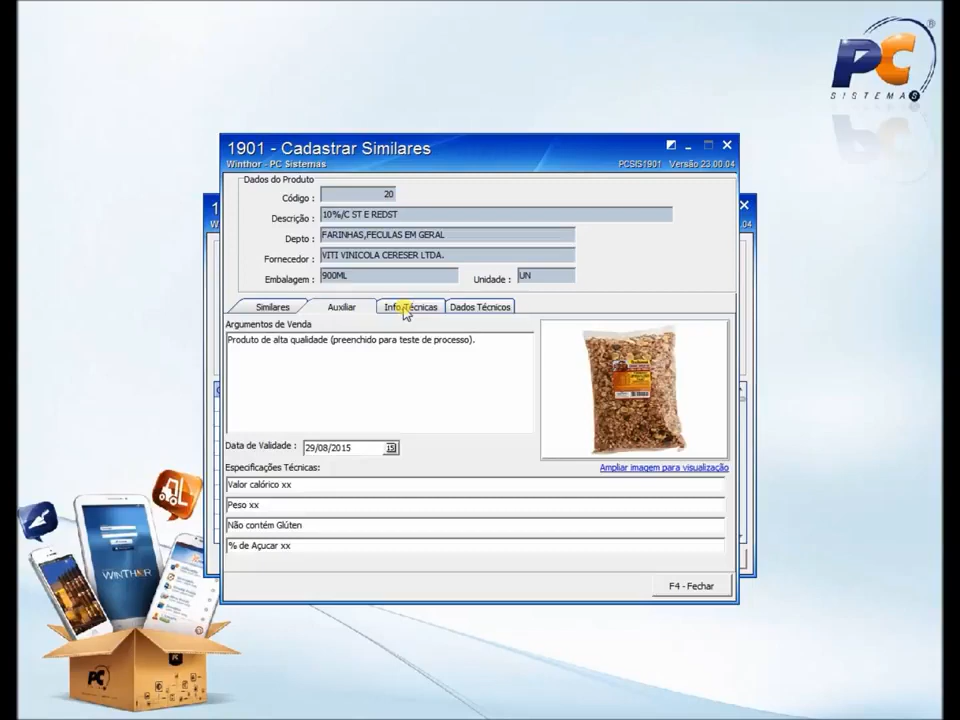 PC
SISTEMAS
®
1901 - Cadastrar Similares
Winthor - PC Sistemas
PCSIS1901 Versão 23.00.04
Dados do Produto
Código : 20
Descrição : 10%/C ST E REDST
Depto : FARINHAS,FECULAS EM GERAL
Fornecedor : VITI VINICOLA CERESER LTDA.
Embalagem : 900ML Unidade : UN
Similares Auxiliar Info.Técnicas Dados Técnicos
Argumentos de Venda
Produto de alta qualidade (preenchido para teste de processo).
Data de Validade : 29/08/2015 15
Ampliar imagem para visualização
Especificações Técnicas:
Valor calórico xx
Peso xx
Não contém Glúten
% de Açucar xx
F4 - Fechar
WINTHOR
PC